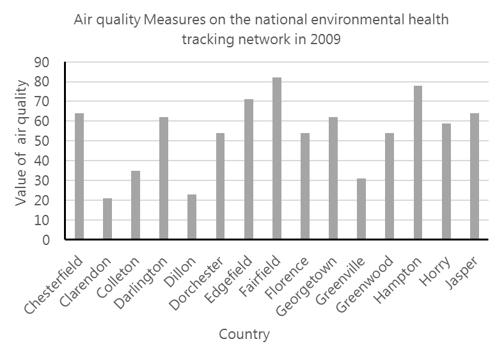 Air quality Measures on the national environmental health
tracking network in 2009
Value of air quality
90
80
70
60
50
40
30
20
10
0
Chesterfield
Clarendon
Colleton
Darlington
Dillon
Dorchester
Edgefield
Fairfield
Florence
Georgetown
Greenville
Greenwood
Hampton
Horry
Jasper
Country